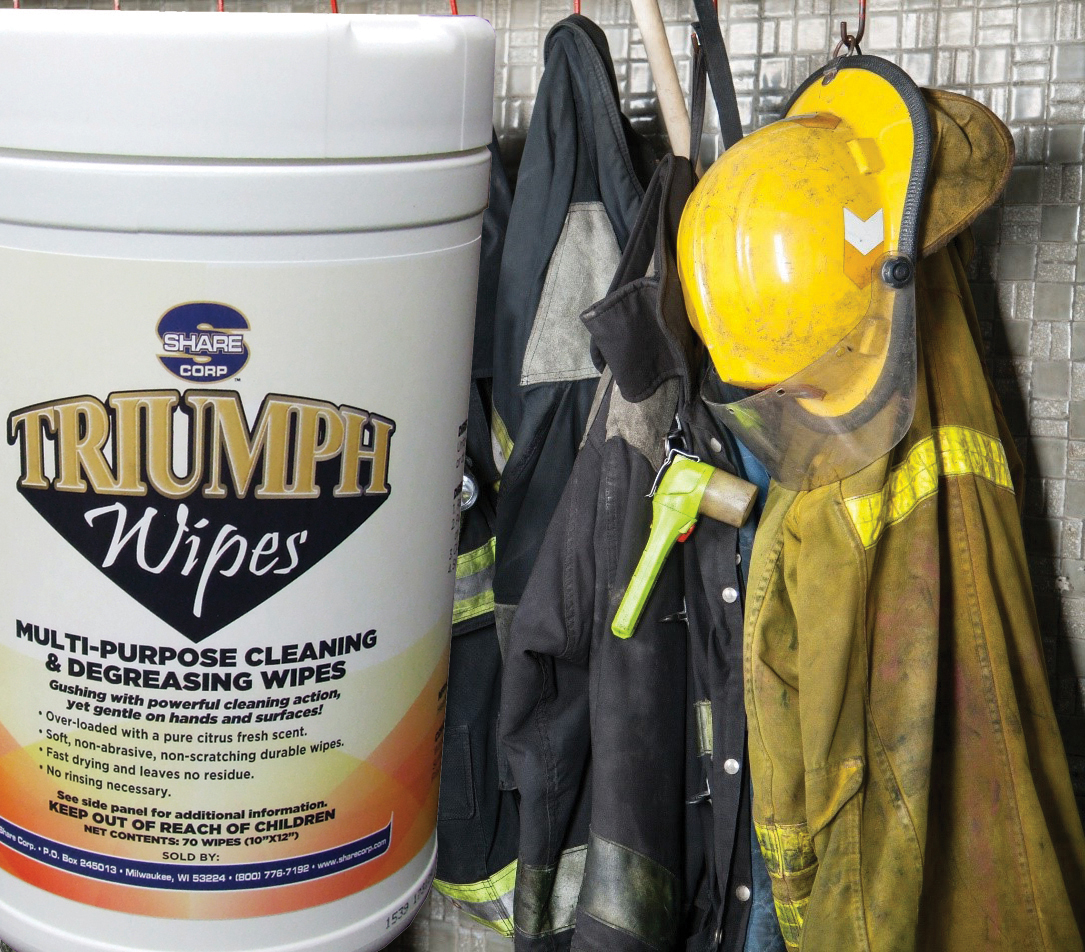 SHARE
CORP
TRIUMPH
Wipes
MULTI-PURPOSE CLEANING
& DEGREASING WIPES
Gushing with powerful cleaning action,
yet gentle on hands and surfaces!
• Over-loaded with a pure citrus fresh scent.
• Soft, non-abrasive, non-scratching durable wipes.
• Fast drying and leaves no residue.
• No rinsing necessary.
See side panel for additional information.
KEEP OUT OF REACH OF CHILDREN
NET CONTENTS: 70 WIPES (10"X12")
SOLD BY:
Share Corp. • P.O. Box 245013 • Milwaukee, WI 53224 • (800) 776-7192 • www.sharecorp.com
1539